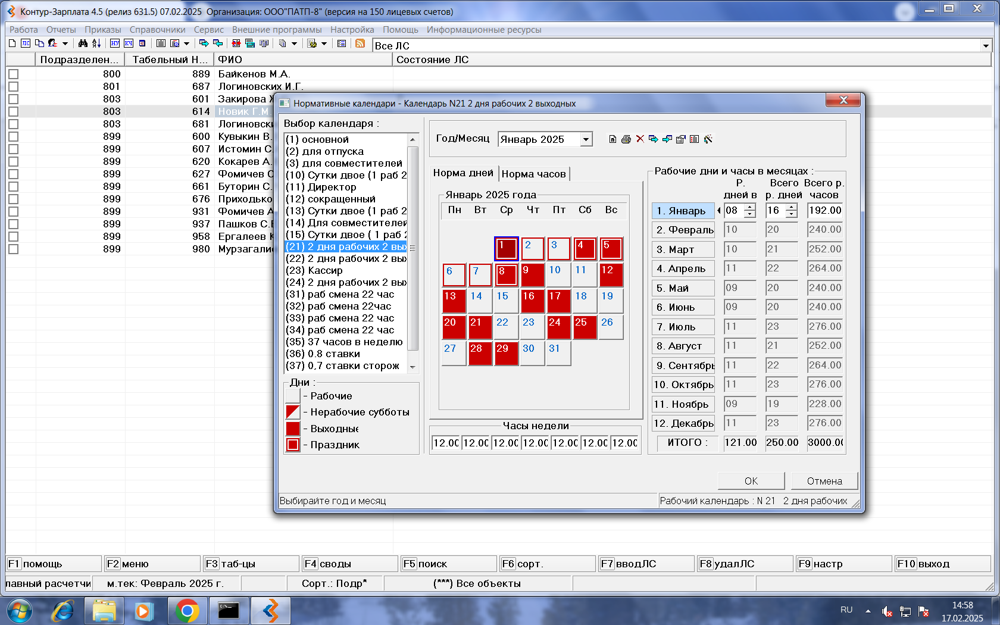 Контур-Зарплата 4.5 (релиз 631.5) 07.02.2025 Организация: ООО"ПАТП-8" (версия на 150 лицевых счетов)
Работа Отчеты Приказы Справочники Сервис Внешние программы Настройка Помощь Информационные ресурсы
Все ЛС
Подразделен... Табельный Н... ФИО Состояние ЛС
800 889 Байкенов М.А.
801 687 Логиновских И.Г.
803 601 Закирова
803 614 Новик Г.М.
803 681 Логиновски
899 600 Кувыкин В.
899 607 Истомин С.
899 620 Кокарев А.
899 627 Фомичев С
899 661 Буторин С.
899 676 Приходько
899 931 Фомичев А
899 937 Пашков С.
899 958 Ергалеев
899 980 Мурзагали
Нормативные календари - Календарь N21 2 дня рабочих 2 выходных
Выбор календаря :
(1) основной
(2) для отпуска
(3) для совместителей
(10) Сутки двое (1 раб 2
(11) Директор
(12) сокращенный
(13) Сутки двое (1 раб 2
(14) Для совместителей
(15) Сутки двое ( 1 раб 2
(21) 2 дня рабочих 2 вых
(22) 2 дня рабочих 2 вых
(23) Кассир
(24) 2 дня рабочих 2 вых
(31) раб смена 22 час
(32) раб смена 22час
(33) раб смена 22 час
(34) раб смена 22 час
(35) 37 часов в неделю
(36) 0.8 ставки
(37) 0,7 ставки сторож
Дни :
- Рабочие
- Нерабочие субботы
- Выходные
- Праздник
Год/Месяц Январь 2025
Норма дней Норма часов
Январь 2025 года
Пн Вт Ср Чт Пт Сб Вс
1 2 3 4 5
6 7 8 9 10 11 12
13 14 15 16 17 18 19
20 21 22 23 24 25 26
27 28 29 30 31
Часы недели
12.00 12.00 12.00 12.00 12.00 12.00 12.00
Рабочие дни и часы в месяцах :
Р. Всего Всего р.
дней в р. дней часов
1. Январь 08 16 192.00
2. Февраль 10 20 240.00
3. Март 10 21 252.00
4. Апрель 11 22 264.00
5. Май 09 20 240.00
6. Июнь 09 20 240.00
7. Июль 11 23 276.00
8. Август 11 21 252.00
9. Сентябрь 11 22 264.00
10. Октябрь 11 23 276.00
11. Ноябрь 09 19 228.00
12. Декабрь 11 23 276.00
ИТОГО : 121.00 250.00 3000.00
OK Отмена
Выбирайте год и месяц
Рабочий календарь : N 21 2 дня рабочих
F1 помощь F2 меню F3 таб-цы F4 своды F5 поиск F6 сорт. F7 вводЛС F8 удалЛС F9 настр F10 выход
лавный расчетчи м.тек: Февраль 2025 г. Сорт.: Подр* (***) Все объекты
RU
14:58
17.02.2025